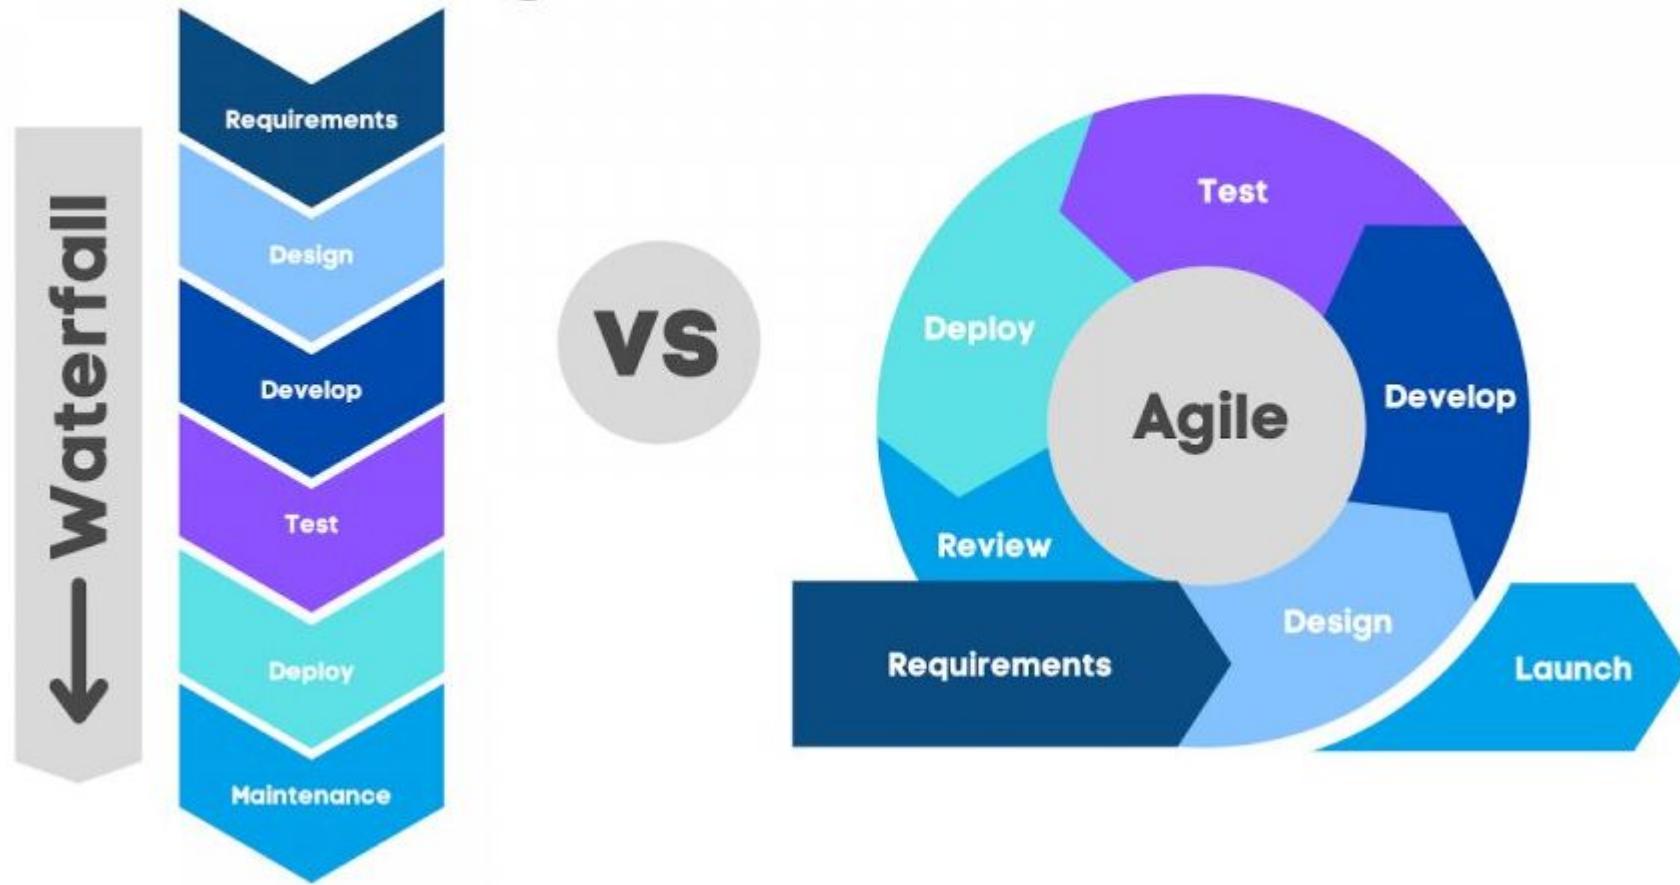 Waterfall
Requirements
Design
Develop
Test
Deploy
Maintenance
VS
Agile
Requirements
Design
Develop
Test
Deploy
Review
Launch